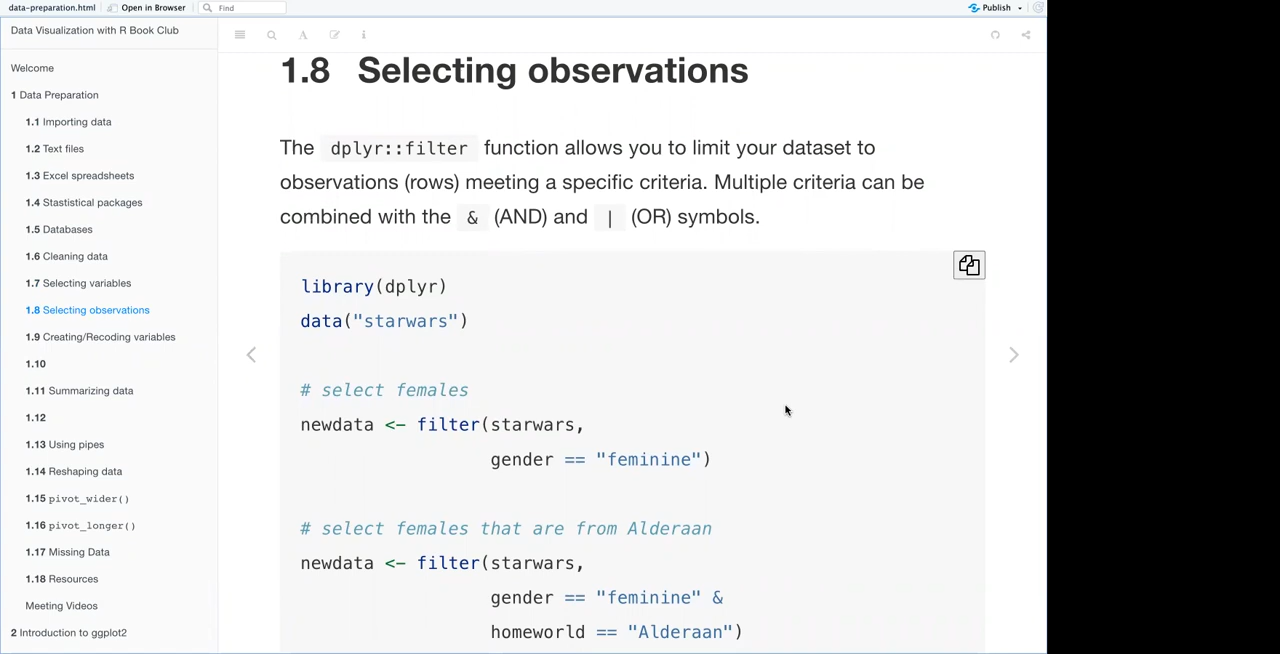 data-preparation.html Open in Browser Find Publish
Data Visualization with R Book Club
Welcome
1 Data Preparation
1.1 Importing data
1.2 Text files
1.3 Excel spreadsheets
1.4 Stastistical packages
1.5 Databases
1.6 Cleaning data
1.7 Selecting variables
1.8 Selecting observations
1.9 Creating/Recoding variables
1.10
1.11 Summarizing data
1.12
1.13 Using pipes
1.14 Reshaping data
1.15 pivot_wider()
1.16 pivot_longer()
1.17 Missing Data
1.18 Resources
Meeting Videos
2 Introduction to ggplot2
A i
1.8 Selecting observations
The dplyr::filter function allows you to limit your dataset to
observations (rows) meeting a specific criteria. Multiple criteria can be
combined with the & (AND) and | (OR) symbols.
library(dplyr)
data("starwars")
# select females
newdata <- filter(starwars,
gender == "feminine")
# select females that are from Alderaan
newdata <- filter(starwars,
gender == "feminine" &
homeworld == "Alderaan")